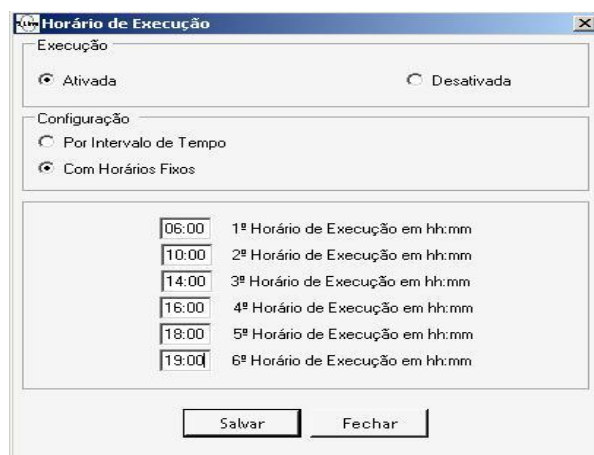 Horário de Execução
Execução
Ativada Desativada
Configuração
Por Intervalo de Tempo
Com Horários Fixos
06:00 1º Horário de Execução em hh:mm
10:00 2º Horário de Execução em hh:mm
14:00 3º Horário de Execução em hh:mm
16:00 4º Horário de Execução em hh:mm
18:00 5º Horário de Execução em hh:mm
19:00 6º Horário de Execução em hh:mm
Salvar Fechar